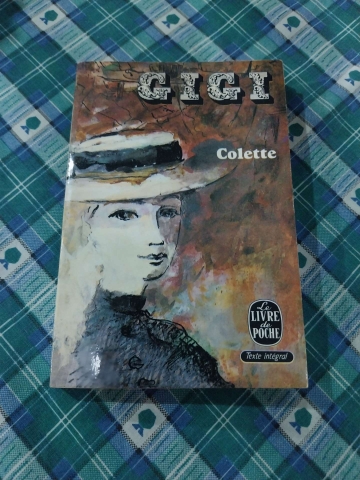 GIGI
Colette
Le
LIVRE
de
POCHE
Texte intégral